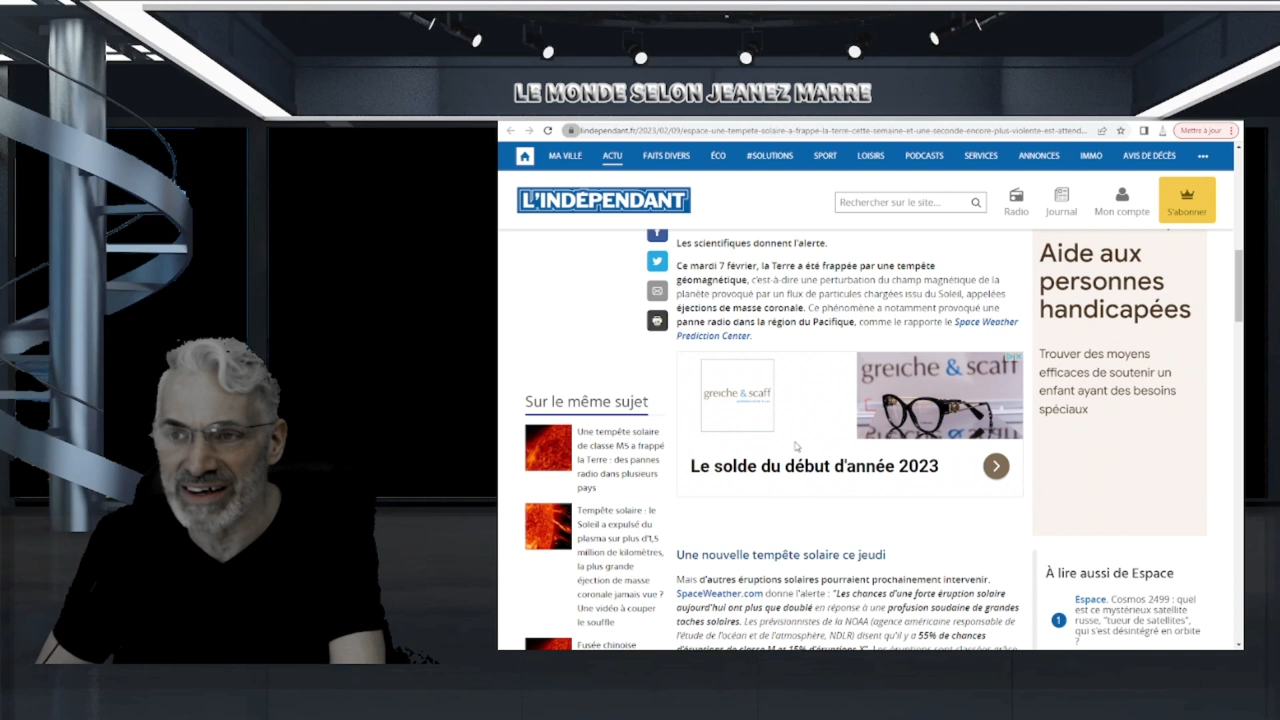 LE MONDE SELON JEANEZ MARRE
lindependant.fr/2023/02/09/espace-une-tempete-solaire-a-frappe-la-terre-cette-semaine-et-une-seconde-encore-plus-violente-est-attend...
Mettre à jour
MA VILLE ACTU FAITS DIVERS ÉCO #SOLUTIONS SPORT LOISIRS PODCASTS SERVICES ANNONCES IMMO AVIS DE DÉCÈS
L'INDÉPENDANT
Rechercher sur le site...
Radio Journal Mon compte S'abonner
Les scientifiques donnent l'alerte.
Ce mardi 7 février, la Terre a été frappée par une tempête
géomagnétique, c'est-à-dire une perturbation du champ magnétique de la
planète provoqué par un flux de particules chargées issu du Soleil, appelées
éjections de masse coronale. Ce phénomène a notamment provoqué une
panne radio dans la région du Pacifique, comme le rapporte le Space Weather
Prediction Center.
Sur le même sujet
Une tempête solaire
de classe M5 a frappé
la Terre : des pannes
radio dans plusieurs
pays
Tempête solaire : le
Soleil a expulsé du
plasma sur plus d'1,5
million de kilomètres,
la plus grande
éjection de masse
coronale jamais vue ?
Une vidéo à couper
le souffle
Fusée chinoise
greiche & scaff
greiche & scaff
Le solde du début d'année 2023
Une nouvelle tempête solaire ce jeudi
Mais d'autres éruptions solaires pourraient prochainement intervenir.
SpaceWeather.com donne l'alerte : "Les chances d'une forte éruption solaire
aujourd'hui ont plus que doublé en réponse à une profusion soudaine de grandes
taches solaires. Les prévisionnistes de la NOAA (agence américaine responsable de
l'étude de l'océan et de l'atmosphère, NDLR) disent qu'il y a 55% de chances
d'éruptions de classe M et 15% d'éruptions X". Les éruptions sont classées grâce
Aide aux
personnes
handicapées
Trouver des moyens
efficaces de soutenir un
enfant ayant des besoins
spéciaux
À lire aussi de Espace
1
Espace. Cosmos 2499 : quel
est ce mystérieux satellite
russe, "tueur de satellites",
qui s'est désintégré en orbite
?